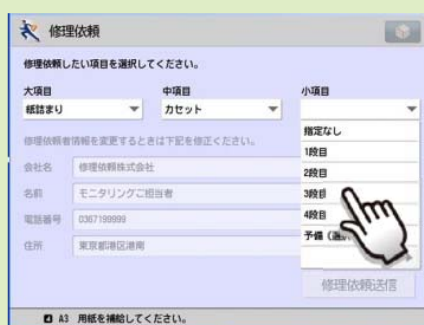 修理依頼
修理依頼したい項目を選択してください。
大項目 中項目 小項目
紙詰まり カセット
指定なし
1段目
2段目
3段目
4段目
予備
修理依頼者情報を変更するときは下記を修正ください。
会社名 修理依頼株式会社
名前 モニタリングご担当者
電話番号 0367199999
住所 東京都港区港南
修理依頼送信
A3 用紙を補給してください。